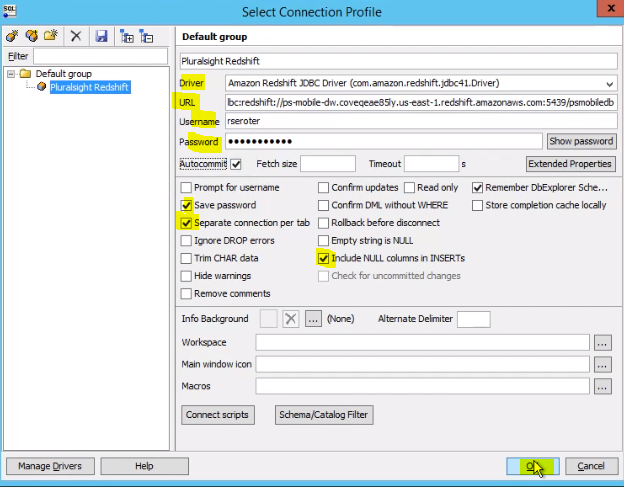 SQL
Select Connection Profile
x
Filter
Default group
Pluralsight Redshift
Default group
Pluralsight Redshift
Driver Amazon Redshift JDBC Driver (com.amazon.redshift.jdbc41.Driver)
URL lbc:redshift://ps-mobile-dw.coveqeae85ly.us-east-1.redshift.amazonaws.com:5439/psmobiledb
Username rseroter
Password ••••••••••• Show password
Autocommit Fetch size Timeout s Extended Properties
Prompt for username Confirm updates Read only Remember DbExplorer Sche...
Save password Confirm DML without WHERE Store completion cache locally
Separate connection per tab Rollback before disconnect
Ignore DROP errors Empty string is NULL
Trim CHAR data Include NULL columns in INSERTs
Hide warnings Check for uncommitted changes
Remove comments
Info Background ... (None) Alternate Delimiter
Workspace ...
Main window icon ...
Macros ...
Connect scripts Schema/Catalog Filter
Manage Drivers Help Cancel